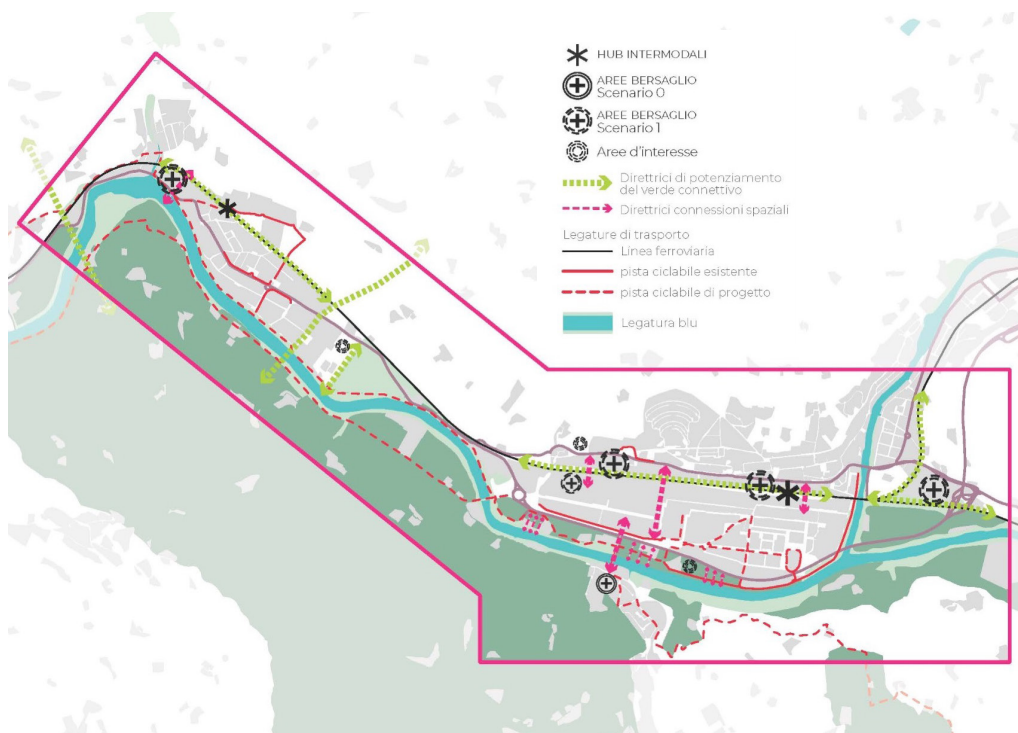 HUB INTERMODALI
AREE BERSAGLIO
Scenario 0
AREE BERSAGLIO
Scenario 1
Aree d'interesse
Direttrici di potenziamento
del verde connettivo
Direttrici connessioni spaziali
Legature di trasporto
Linea ferroviaria
pista ciclabile esistente
pista ciclabile di progetto
Legatura blu